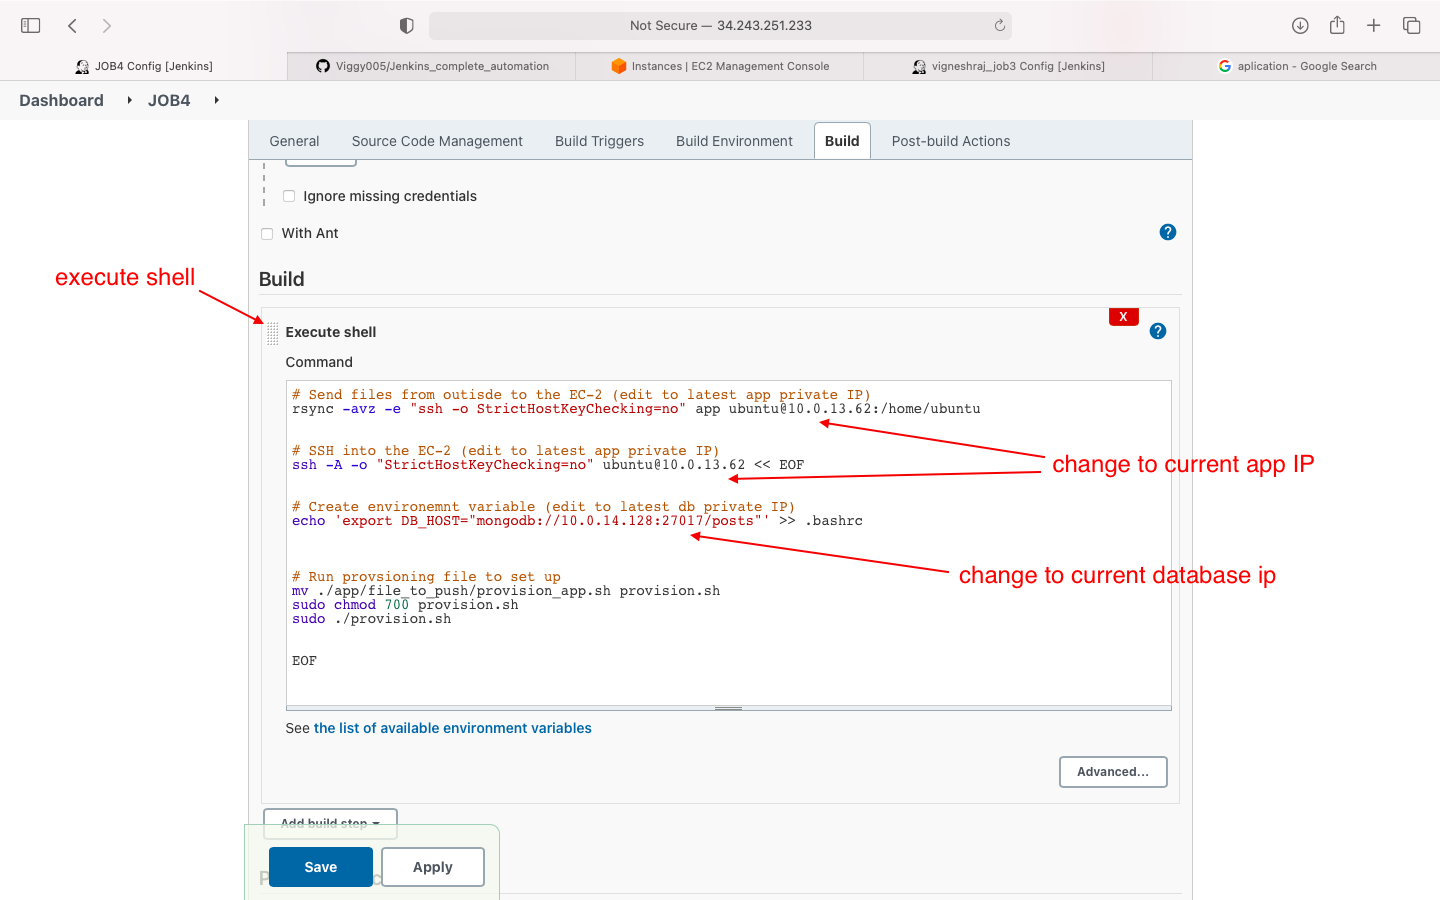 Not Secure — 34.243.251.233
JOB4 Config [Jenkins]
Viggy005/Jenkins_complete_automation
Instances | EC2 Management Console
vigneshraj_job3 Config [Jenkins]
aplication - Google Search
Dashboard
JOB4
General
Source Code Management
Build Triggers
Build Environment
Build
Post-build Actions
Ignore missing credentials
With Ant
?
execute shell
Build
X
Execute shell
?
Command
# Send files from outisde to the EC-2 (edit to latest app private IP)
rsync -avz -e "ssh -o StrictHostKeyChecking=no" app ubuntu@10.0.13.62:/home/ubuntu
# SSH into the EC-2 (edit to latest app private IP)
ssh -A -o "StrictHostKeyChecking=no" ubuntu@10.0.13.62 << EOF
change to current app IP
# Create environemnt variable (edit to latest db private IP)
echo 'export DB_HOST="mongodb://10.0.14.128:27017/posts"' >> .bashrc
change to current database ip
# Run provsioning file to set up
mv ./app/file_to_push/provision_app.sh provision.sh
sudo chmod 700 provision.sh
sudo ./provision.sh
EOF
See the list of available environment variables
Advanced...
Add build step
Save
Apply